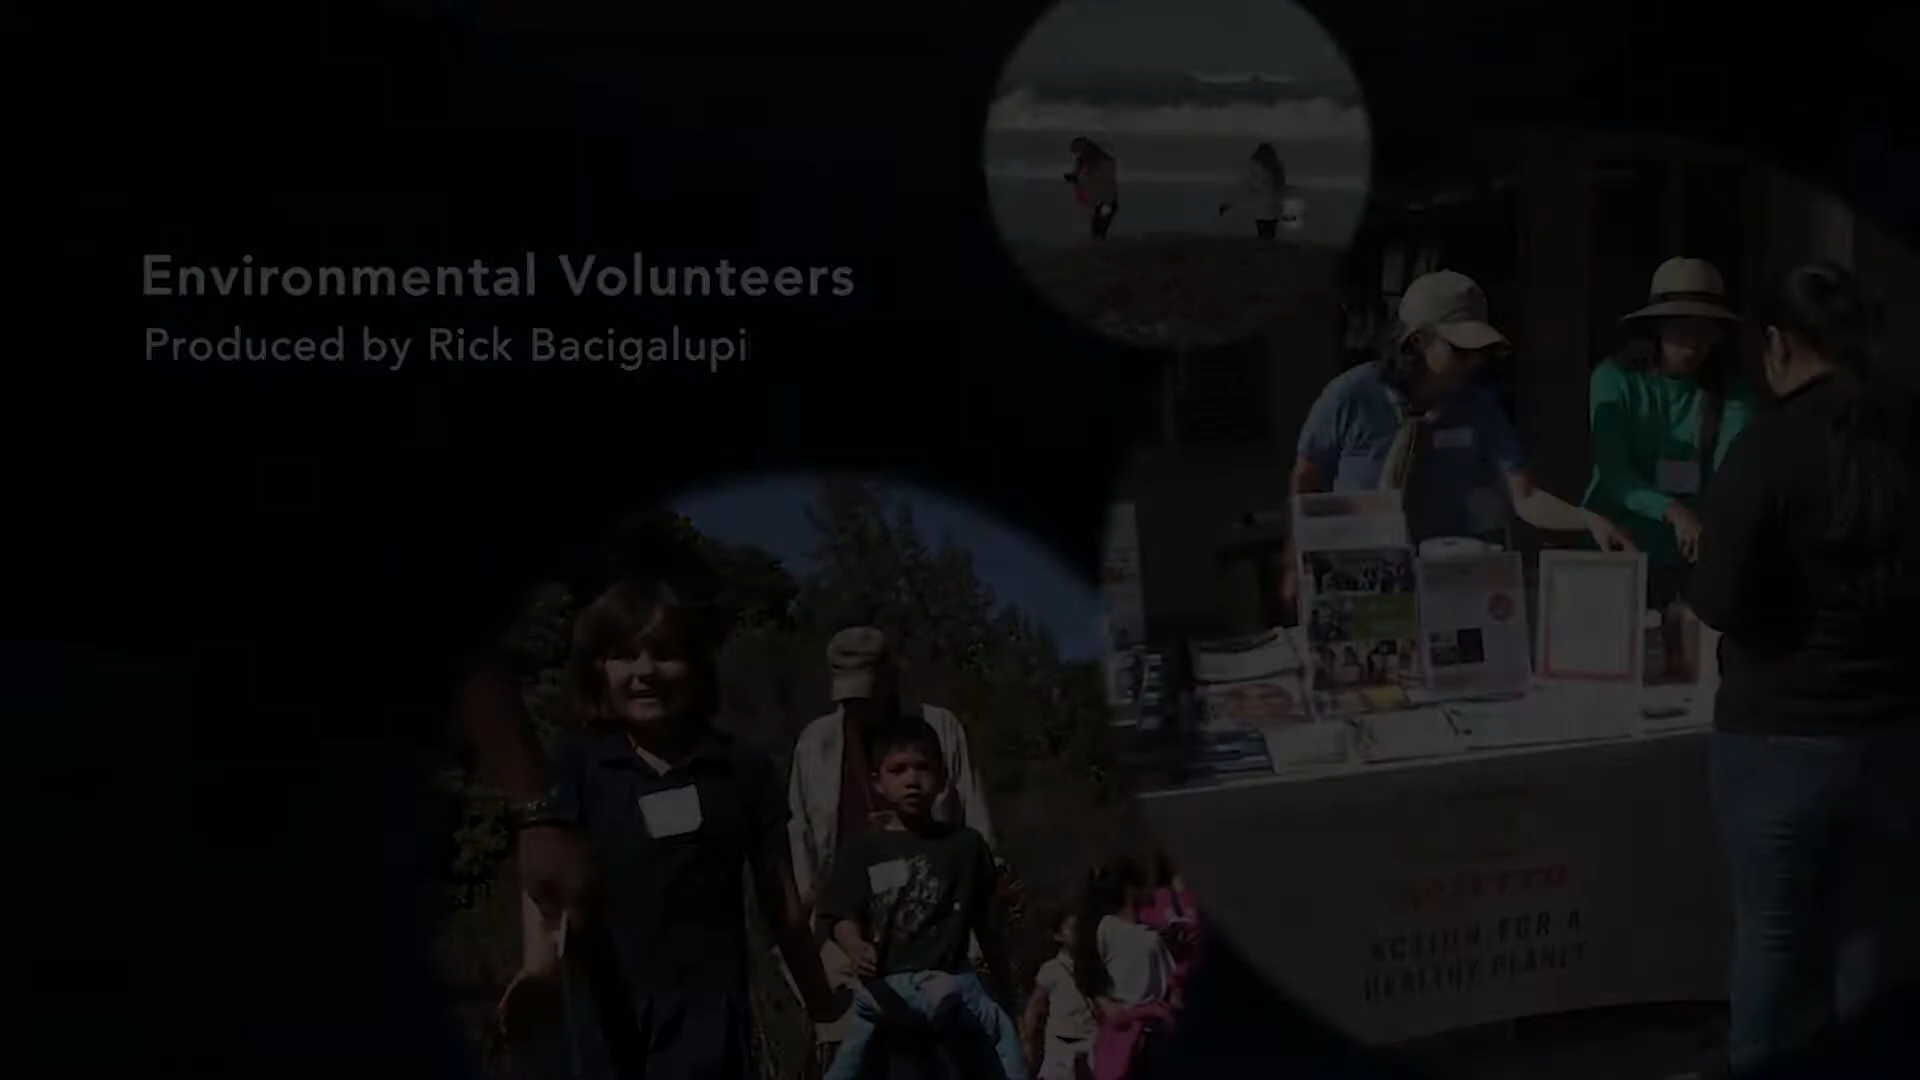 Environmental Volunteers
Produced by Rick Bacigalupi
ACTION FOR A
HEALTHY PLANET